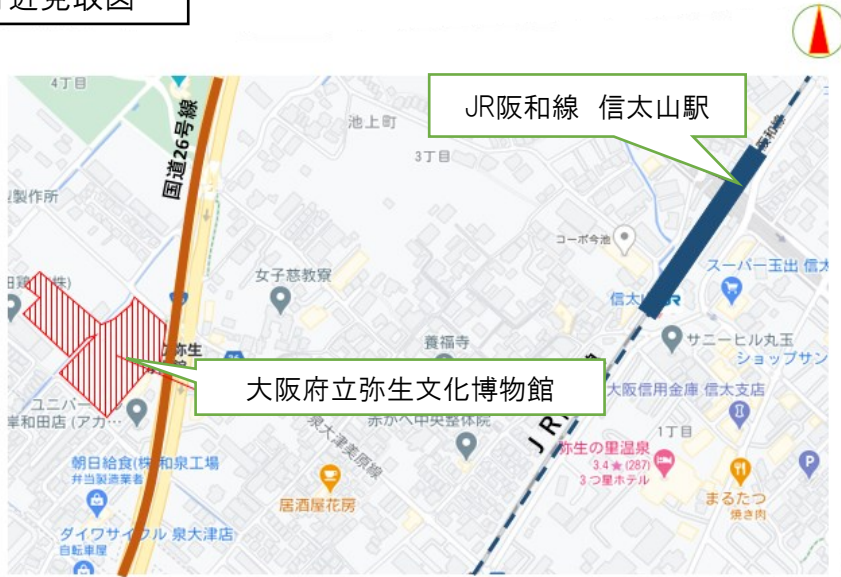 4丁目
国道26号線
池上町
3丁目
JR阪和線 信太山駅
阪和線
製作所
コーポ今池
スーパー玉出 信太
女子慈教寮
信太山
JR
養福寺
サニーヒル丸玉
ショップサン
弥生
大阪府立弥生文化博物館
大阪信用金庫 信太支店
ユニバー
岸和田店 (アカ…
赤かべ中央整体院
泉大津美原線
JR
1丁目
弥生の里温泉
3.4★(287)
3つ星ホテル
朝日給食(株)和泉工場
弁当製造業者
居酒屋花房
まるたつ
焼き肉
P
ダイワサイクル 泉大津店
自転車屋